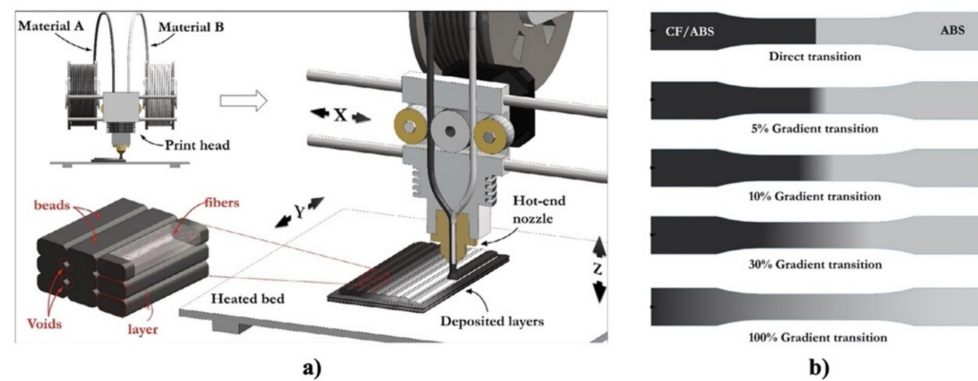 a)
Material A
Material B
Print head
X
Y
Z
beads
fibers
Voids
layer
Hot-end
nozzle
Heated bed
Deposited layers
b)
CF/ABS
ABS
Direct transition
5% Gradient transition
10% Gradient transition
30% Gradient transition
100% Gradient transition
a)
b)